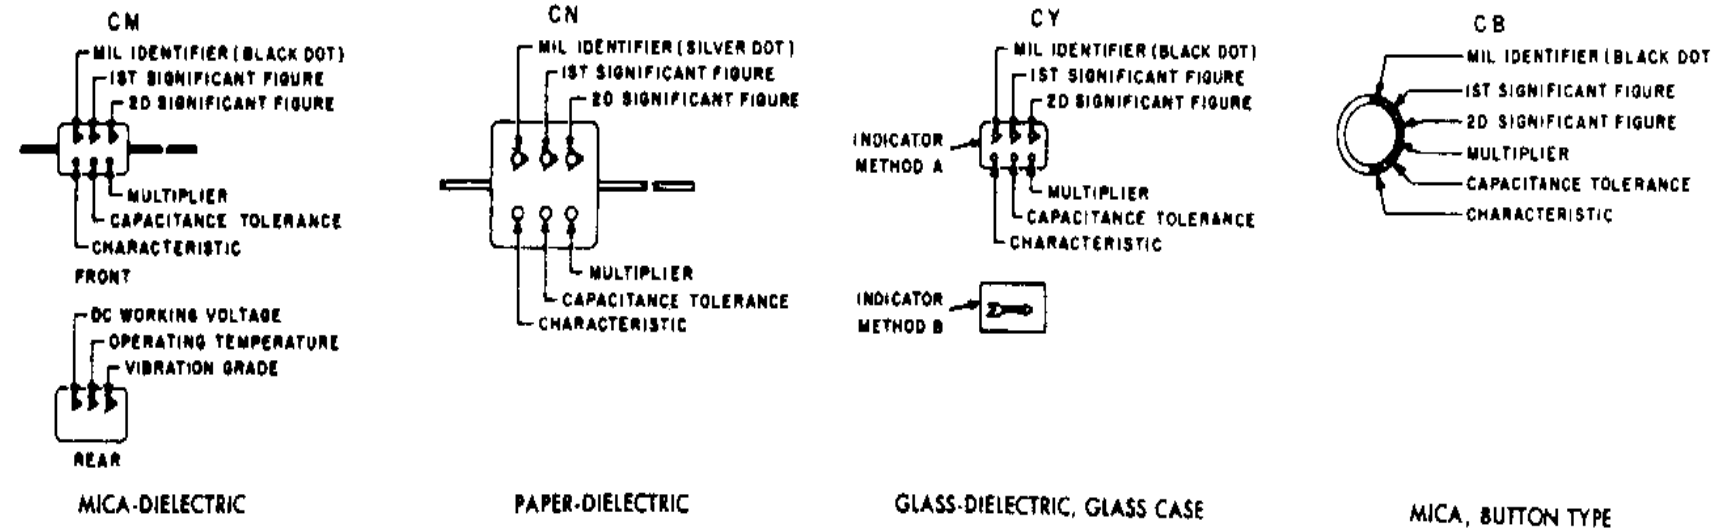 CM
MIL IDENTIFIER (BLACK DOT)
1ST SIGNIFICANT FIGURE
2D SIGNIFICANT FIGURE
MULTIPLIER
CAPACITANCE TOLERANCE
CHARACTERISTIC
FRONT
DC WORKING VOLTAGE
OPERATING TEMPERATURE
VIBRATION GRADE
REAR
MICA-DIELECTRIC
CN
MIL IDENTIFIER (SILVER DOT)
1ST SIGNIFICANT FIGURE
2D SIGNIFICANT FIGURE
MULTIPLIER
CAPACITANCE TOLERANCE
CHARACTERISTIC
PAPER-DIELECTRIC
CY
MIL IDENTIFIER (BLACK DOT)
1ST SIGNIFICANT FIGURE
2D SIGNIFICANT FIGURE
INDICATOR
METHOD A
MULTIPLIER
CAPACITANCE TOLERANCE
CHARACTERISTIC
INDICATOR
METHOD B
GLASS-DIELECTRIC, GLASS CASE
CB
MIL IDENTIFIER (BLACK DOT
1ST SIGNIFICANT FIGURE
2D SIGNIFICANT FIGURE
MULTIPLIER
CAPACITANCE TOLERANCE
CHARACTERISTIC
MICA, BUTTON TYPE